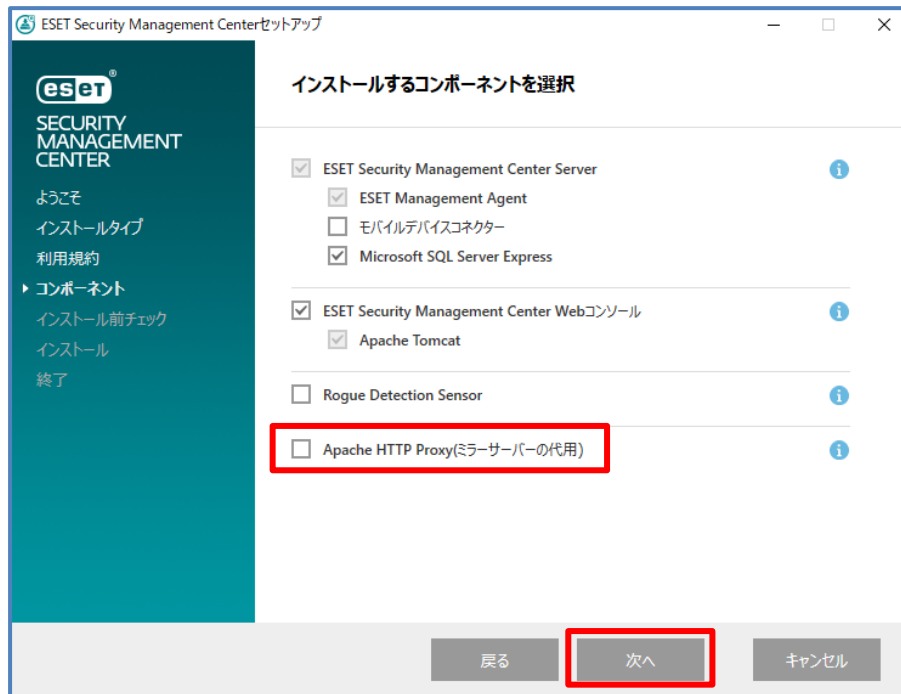 ESET Security Management Centerセットアップ
eseT®
SECURITY
MANAGEMENT
CENTER
ようこそ
インストールタイプ
利用規約
コンポーネント
インストール前チェック
インストール
終了
インストールするコンポーネントを選択
ESET Security Management Center Server
ESET Management Agent
モバイルデバイスコネクター
Microsoft SQL Server Express
ESET Security Management Center Webコンソール
Apache Tomcat
Rogue Detection Sensor
Apache HTTP Proxy(ミラーサーバーの代用)
戻る
次へ
キャンセル